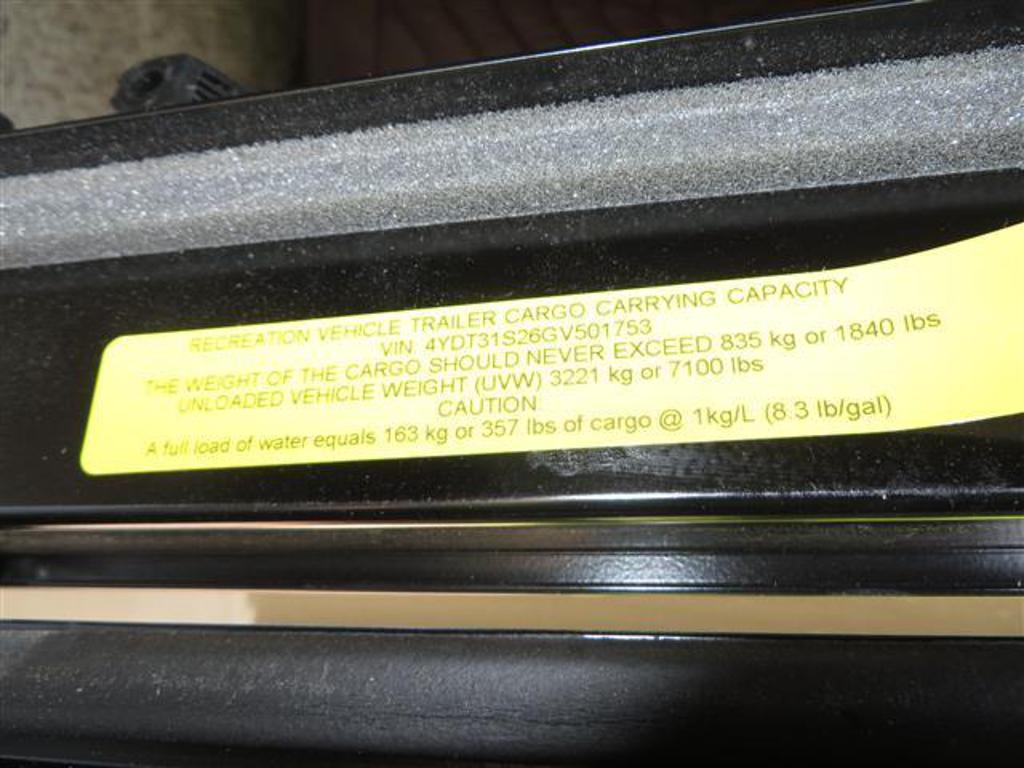 RECREATION VEHICLE TRAILER CARGO CARRYING CAPACITY
VIN: 4YDT31S26GV501753
THE WEIGHT OF THE CARGO SHOULD NEVER EXCEED 835 kg or 1840 lbs
UNLOADED VEHICLE WEIGHT (UVW) 3221 kg or 7100 lbs
CAUTION:
A full load of water equals 163 kg or 357 lbs of cargo @ 1kg/L (8.3 lb/gal)